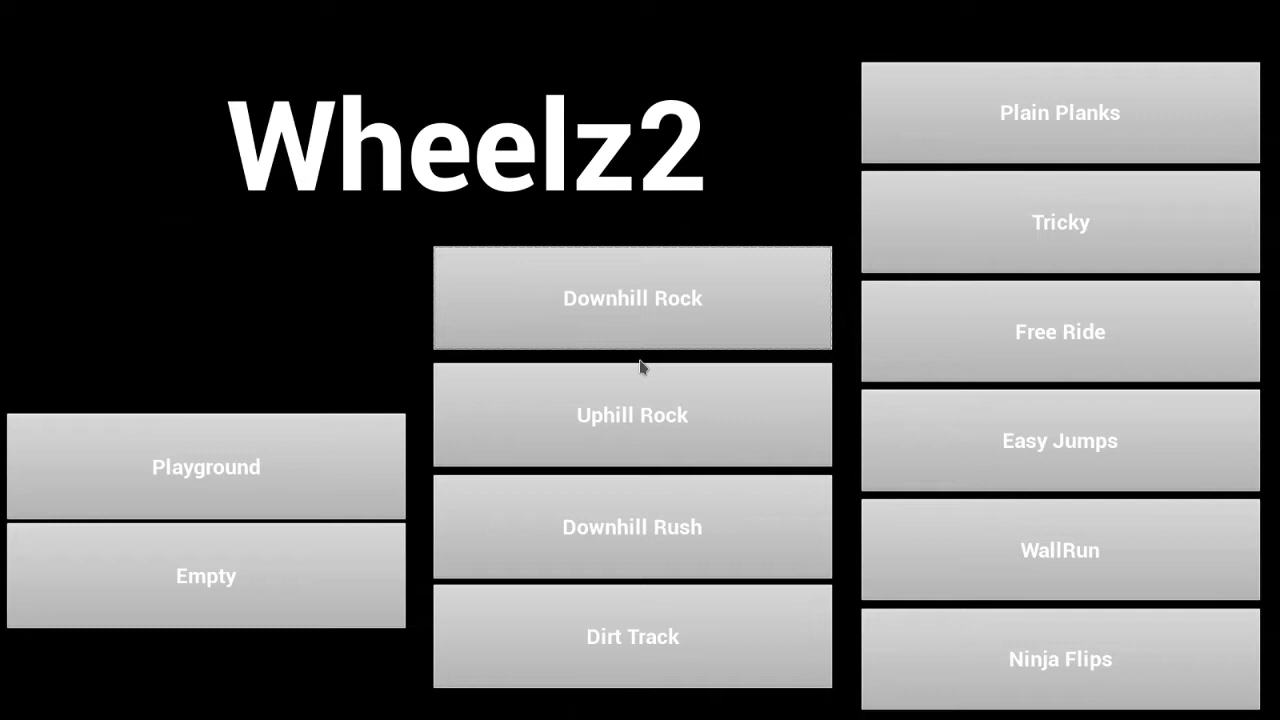 Wheelz2
Playground
Empty
Downhill Rock
Uphill Rock
Downhill Rush
Dirt Track
Plain Planks
Tricky
Free Ride
Easy Jumps
WallRun
Ninja Flips